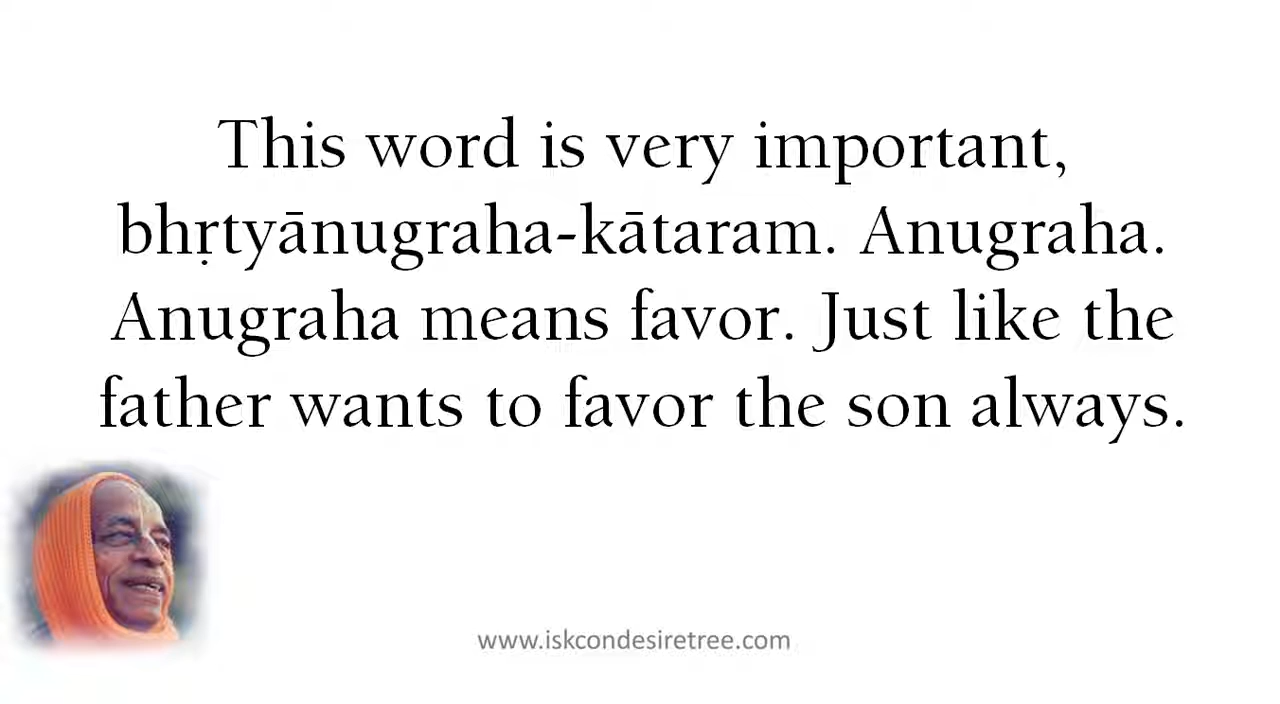 This word is very important,
bhṛtyānugraha-kātaram. Anugraha.
Anugraha means favor. Just like the
father wants to favor the son always.
www.iskcondesiretree.com